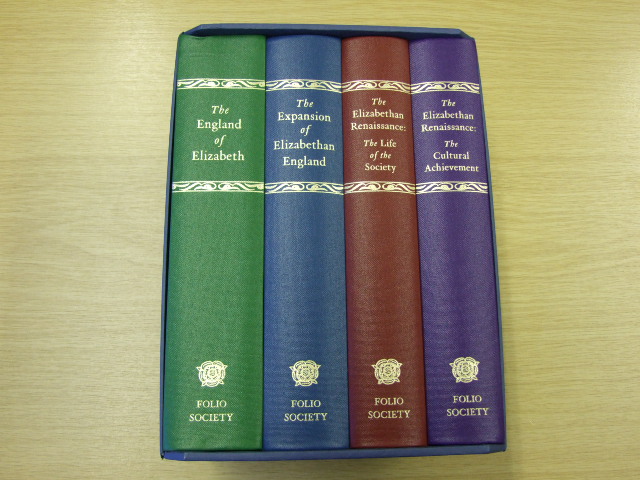 The
England
of
Elizabeth
FOLIO
SOCIETY
The
Expansion
of
Elizabethan
England
FOLIO
SOCIETY
The
Elizabethan
Renaissance:
The Life
of the
Society
FOLIO
SOCIETY
The
Elizabethan
Renaissance:
The
Cultural
Achievement
FOLIO
SOCIETY